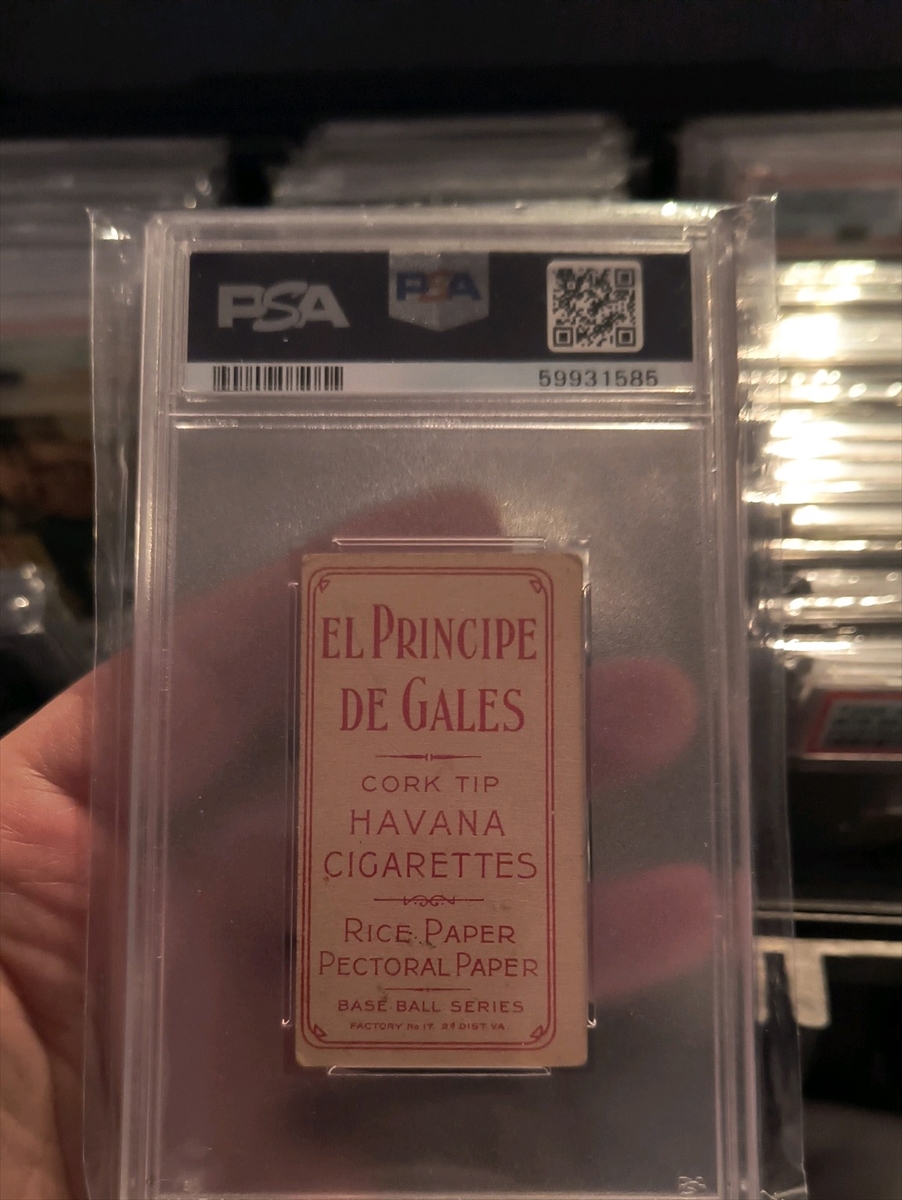 PSA
PSA
59931585
EL PRINCIPE
DE GALES
CORK TIP
HAVANA
CIGARETTES
RICE PAPER
PECTORAL PAPER
BASE BALL SERIES
FACTORY No 17. 2d DIST. VA.